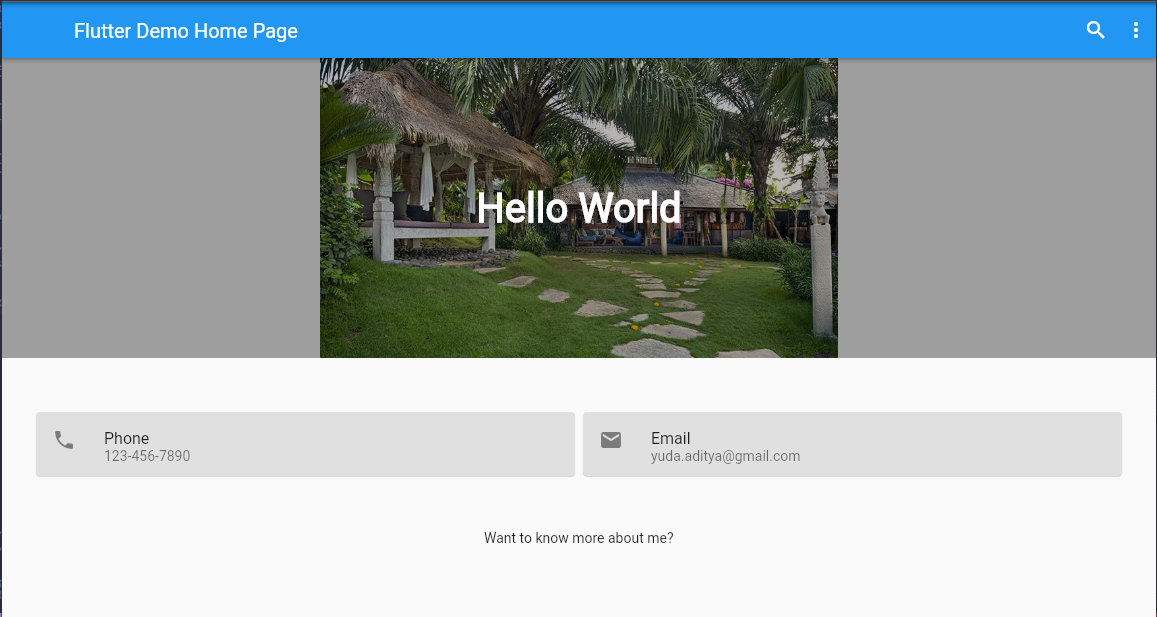 Flutter Demo Home Page
Hello World
Phone
123-456-7890
Email
yuda.aditya@gmail.com
Want to know more about me?